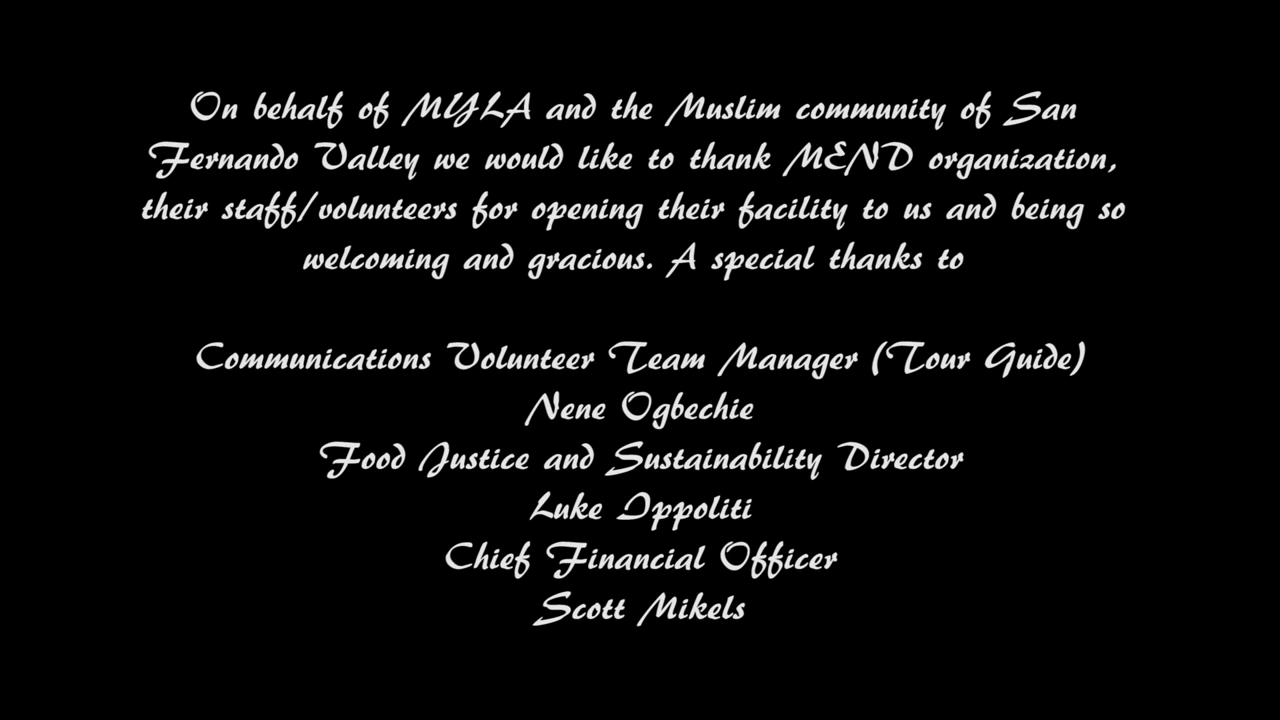 On behalf of MYLA and the Muslim community of San
Fernando Valley we would like to thank MEND organization,
their staff/volunteers for opening their facility to us and being so
welcoming and gracious. A special thanks to
Communications Volunteer Team Manager (Tour Guide)
Nene Ogbechie
Food Justice and Sustainability Director
Luke Ippoliti
Chief Financial Officer
Scott Mikels